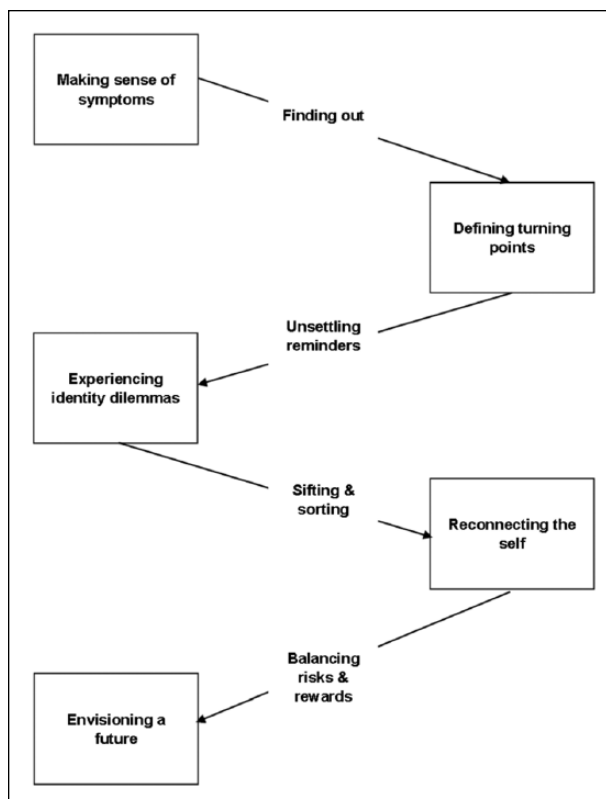 Making sense of
symptoms
Finding out
Defining turning
points
Unsettling
reminders
Experiencing
identity dilemmas
Sifting &
sorting
Reconnecting the
self
Balancing
risks &
rewards
Envisioning a
future